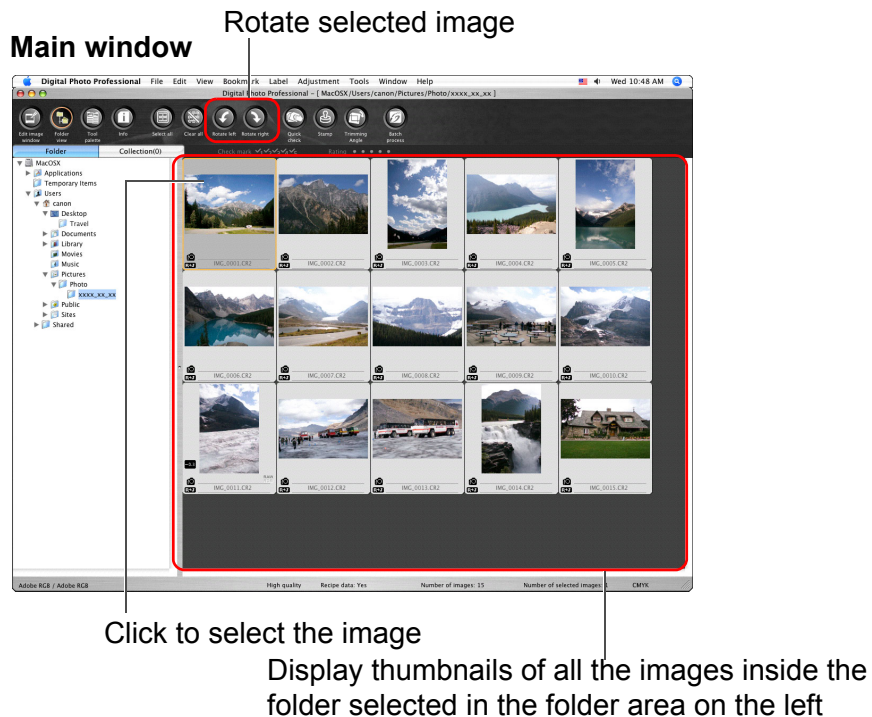 Rotate selected image
Main window
Digital Photo Professional File Edit View Bookmark Label Adjustment Tools Window Help Wed 10:48 AM
Digital Photo Professional – [ MacOSX/Users/canon/Pictures/Photo/xxxx_xx_xx ]
Edit image window
Folder view
Tool palette
Info
Select all
Clear all
Rotate left
Rotate right
Quick check
Stamp
Trimming Angle
Batch process
Folder Collection(0) Check mark Rating
MacOSX
Applications
Temporary Items
Users
canon
Desktop
Travel
Documents
Library
Movies
Music
Pictures
Photo
xxxx_xx_xx
Public
Sites
Shared
IMG_0001.CR2 IMG_0002.CR2 IMG_0003.CR2 IMG_0004.CR2 IMG_0005.CR2
IMG_0006.CR2 IMG_0007.CR2 IMG_0008.CR2 IMG_0009.CR2 IMG_0010.CR2
IMG_0011.CR2 IMG_0012.CR2 IMG_0013.CR2 IMG_0014.CR2 IMG_0015.CR2
Adobe RGB / Adobe RGB High quality Recipe data: Yes Number of images: 15 Number of selected images: 1 CMYK
Click to select the image
Display thumbnails of all the images inside the
folder selected in the folder area on the left